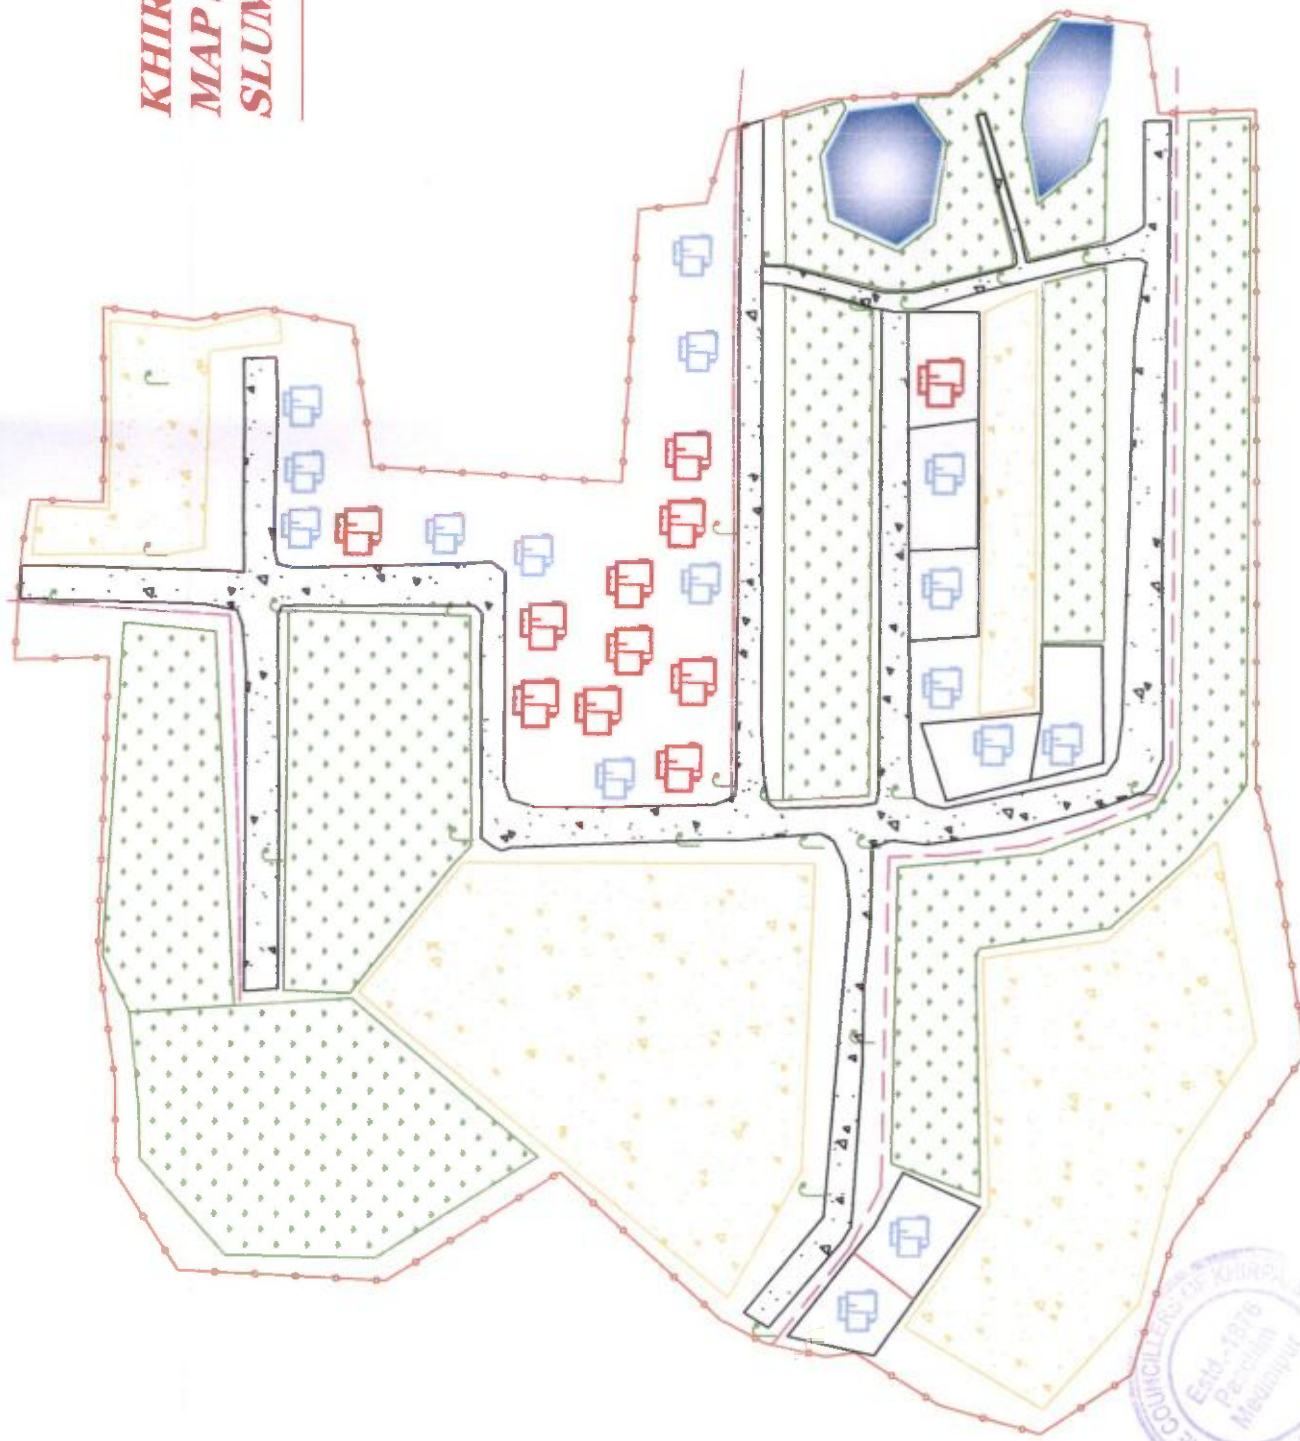 KHIR
MAP
SLUM
COUNCILLERS OF KHIRPA
Estd.-1876
Paschim
Medinipur